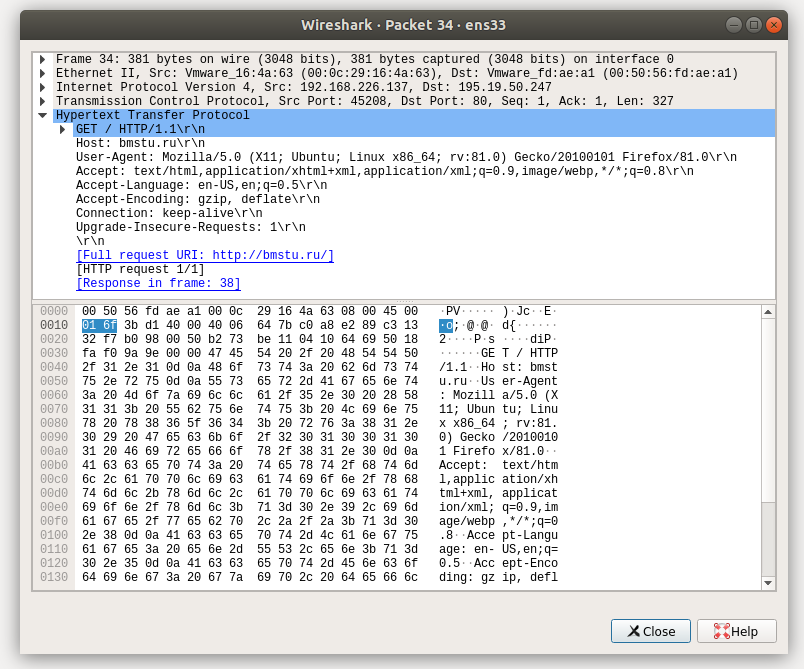 Wireshark · Packet 34 · ens33
Frame 34: 381 bytes on wire (3048 bits), 381 bytes captured (3048 bits) on interface 0
Ethernet II, Src: Vmware_16:4a:63 (00:0c:29:16:4a:63), Dst: Vmware_fd:ae:a1 (00:50:56:fd:ae:a1)
Internet Protocol Version 4, Src: 192.168.226.137, Dst: 195.19.50.247
Transmission Control Protocol, Src Port: 45208, Dst Port: 80, Seq: 1, Ack: 1, Len: 327
Hypertext Transfer Protocol
GET / HTTP/1.1\r\n
Host: bmstu.ru\r\n
User-Agent: Mozilla/5.0 (X11; Ubuntu; Linux x86_64; rv:81.0) Gecko/20100101 Firefox/81.0\r\n
Accept: text/html,application/xhtml+xml,application/xml;q=0.9,image/webp,*/*;q=0.8\r\n
Accept-Language: en-US,en;q=0.5\r\n
Accept-Encoding: gzip, deflate\r\n
Connection: keep-alive\r\n
Upgrade-Insecure-Requests: 1\r\n
\r\n
[Full request URI: http://bmstu.ru/]
[HTTP request 1/1]
[Response in frame: 38]
0000 00 50 56 fd ae a1 00 0c 29 16 4a 63 08 00 45 00 ·PV····· )·Jc··E·
0010 01 6f 3b d1 40 00 40 06 64 7b c0 a8 e2 89 c3 13 ·o;·@·@· d{······
0020 32 f7 b0 98 00 50 b2 73 be 11 04 10 64 69 50 18 2····P·s ····diP·
0030 fa f0 9a 9e 00 00 47 45 54 20 2f 20 48 54 54 50 ······GE T / HTTP
0040 2f 31 2e 31 0d 0a 48 6f 73 74 3a 20 62 6d 73 74 /1.1··Ho st: bmst
0050 75 2e 72 75 0d 0a 55 73 65 72 2d 41 67 65 6e 74 u.ru··Us er-Agent
0060 3a 20 4d 6f 7a 69 6c 6c 61 2f 35 2e 30 20 28 58 : Mozill a/5.0 (X
0070 31 31 3b 20 55 62 75 6e 74 75 3b 20 4c 69 6e 75 11; Ubun tu; Linu
0080 78 20 78 38 36 5f 36 34 3b 20 72 76 3a 38 31 2e x x86_64 ; rv:81.
0090 30 29 20 47 65 63 6b 6f 2f 32 30 31 30 30 31 30 0) Gecko /2010010
00a0 31 20 46 69 72 65 66 6f 78 2f 38 31 2e 30 0d 0a 1 Firefo x/81.0··
00b0 41 63 63 65 70 74 3a 20 74 65 78 74 2f 68 74 6d Accept: text/htm
00c0 6c 2c 61 70 70 6c 69 63 61 74 69 6f 6e 2f 78 68 l,applic ation/xh
00d0 74 6d 6c 2b 78 6d 6c 2c 61 70 70 6c 69 63 61 74 tml+xml, applicat
00e0 69 6f 6e 2f 78 6d 6c 3b 71 3d 30 2e 39 2c 69 6d ion/xml; q=0.9,im
00f0 61 67 65 2f 77 65 62 70 2c 2a 2f 2a 3b 71 3d 30 age/webp ,*/*;q=0
0100 2e 38 0d 0a 41 63 63 65 70 74 2d 4c 61 6e 67 75 .8··Acce pt-Langu
0110 61 67 65 3a 20 65 6e 2d 55 53 2c 65 6e 3b 71 3d age: en- US,en;q=
0120 30 2e 35 0d 0a 41 63 63 65 70 74 2d 45 6e 63 6f 0.5··Acc ept-Enco
0130 64 69 6e 67 3a 20 67 7a 69 70 2c 20 64 65 66 6c ding: gz ip, defl
Close Help